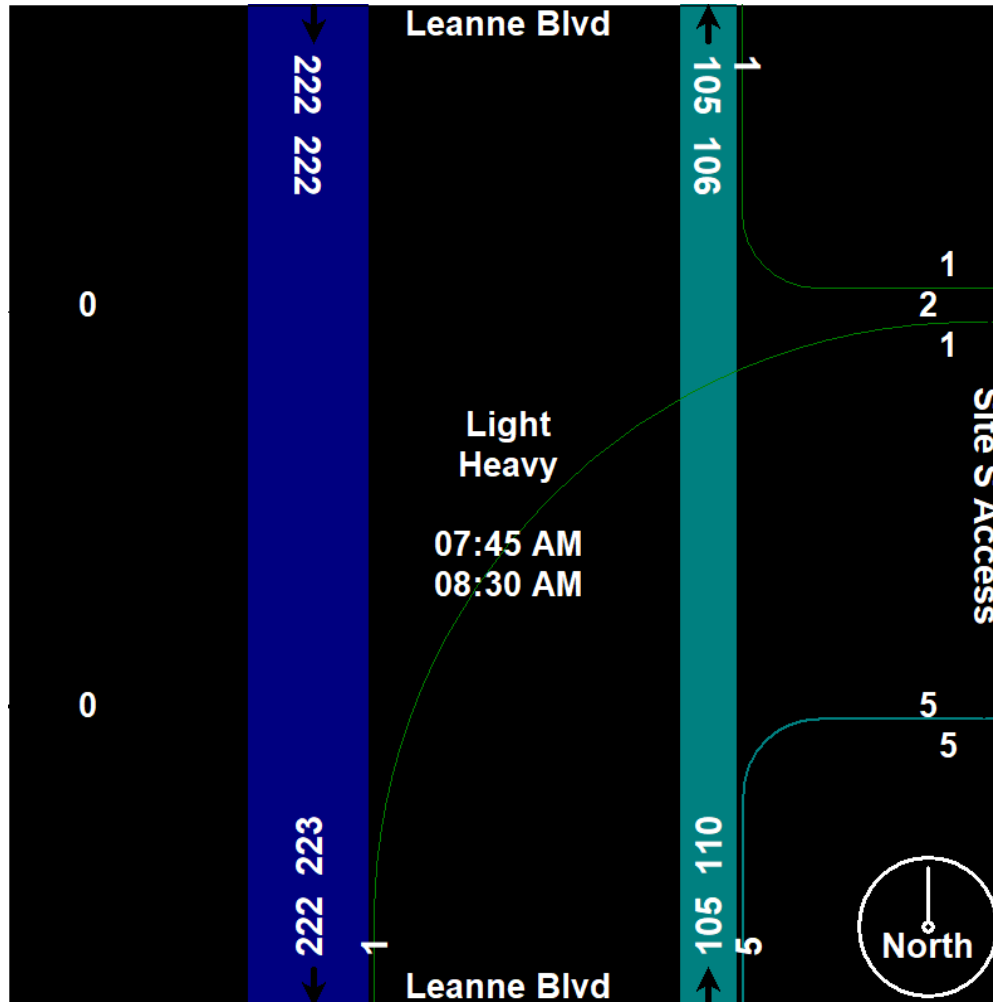 Leanne Blvd
222 222
105 106
1
0
1
2
1
Light
Heavy
07:45 AM
08:30 AM
Site S Access
0
5
5
222 223
1
105 110
5
North
Leanne Blvd